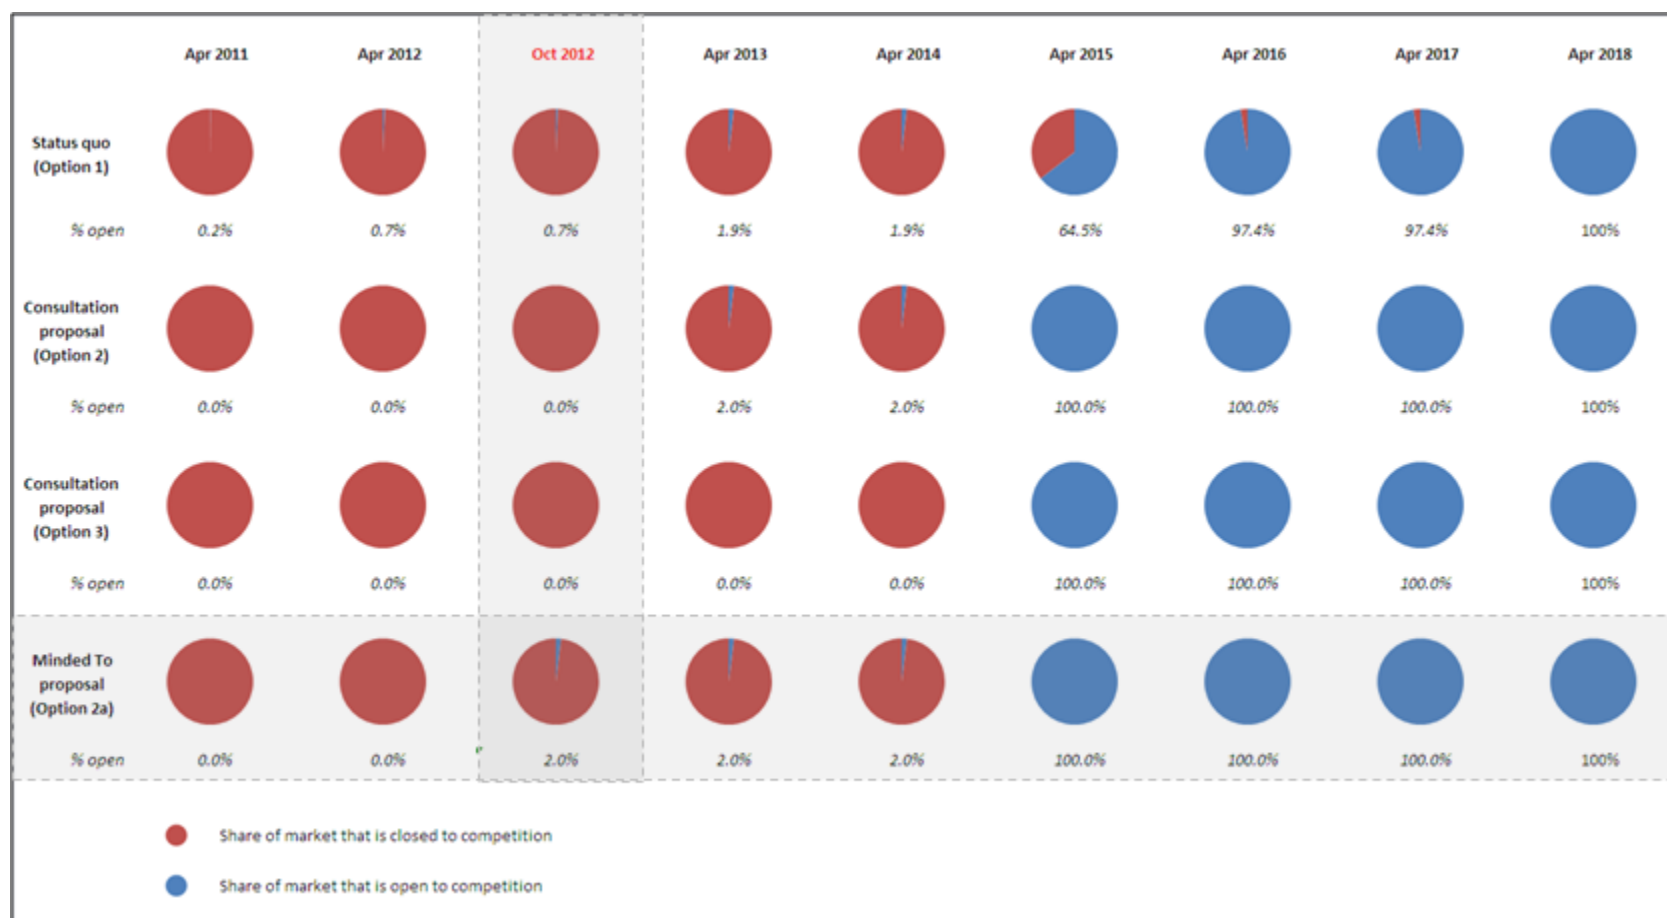 Apr 2011 Apr 2012 Oct 2012 Apr 2013 Apr 2014 Apr 2015 Apr 2016 Apr 2017 Apr 2018
Status quo
(Option 1)
% open 0.2% 0.7% 0.7% 1.9% 1.9% 64.5% 97.4% 97.4% 100%
Consultation
proposal
(Option 2)
% open 0.0% 0.0% 0.0% 2.0% 2.0% 100.0% 100.0% 100.0% 100%
Consultation
proposal
(Option 3)
% open 0.0% 0.0% 0.0% 0.0% 0.0% 100.0% 100.0% 100.0% 100%
Minded To
proposal
(Option 2a)
% open 0.0% 0.0% 2.0% 2.0% 2.0% 100.0% 100.0% 100.0% 100%
Share of market that is closed to competition
Share of market that is open to competition